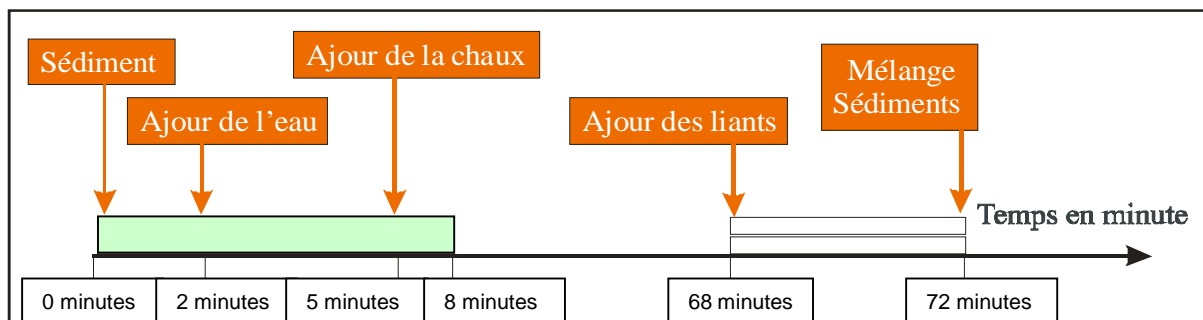 Sédiment
Ajour de la chaux
Mélange
Sédiments
Ajour de l'eau
Ajour des liants
Temps en minute
0 minutes
2 minutes
5 minutes
8 minutes
68 minutes
72 minutes